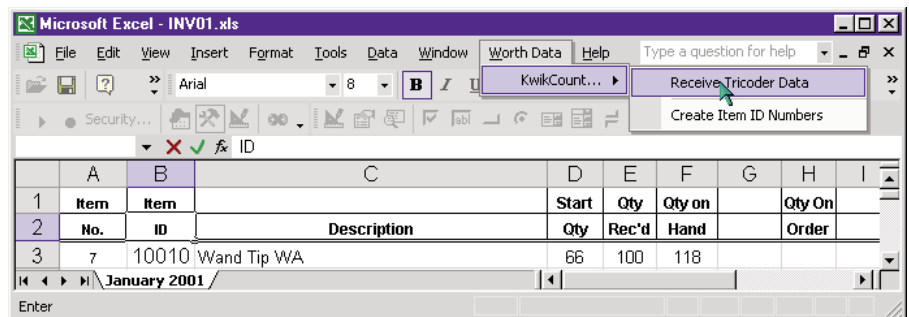 Microsoft Excel - INV01.xls
File Edit View Insert Format Tools Data Window Worth Data Help Type a question for help
Arial 8 B I U KwikCount... Receive Tricoder Data
Security... Create Item ID Numbers
fx ID
A B C D E F G H I
1 Item Item Start Qty Qty on Qty On
2 No. ID Description Qty Rec'd Hand Order
3 7 10010 Wand Tip WA 66 100 118
January 2001
Enter